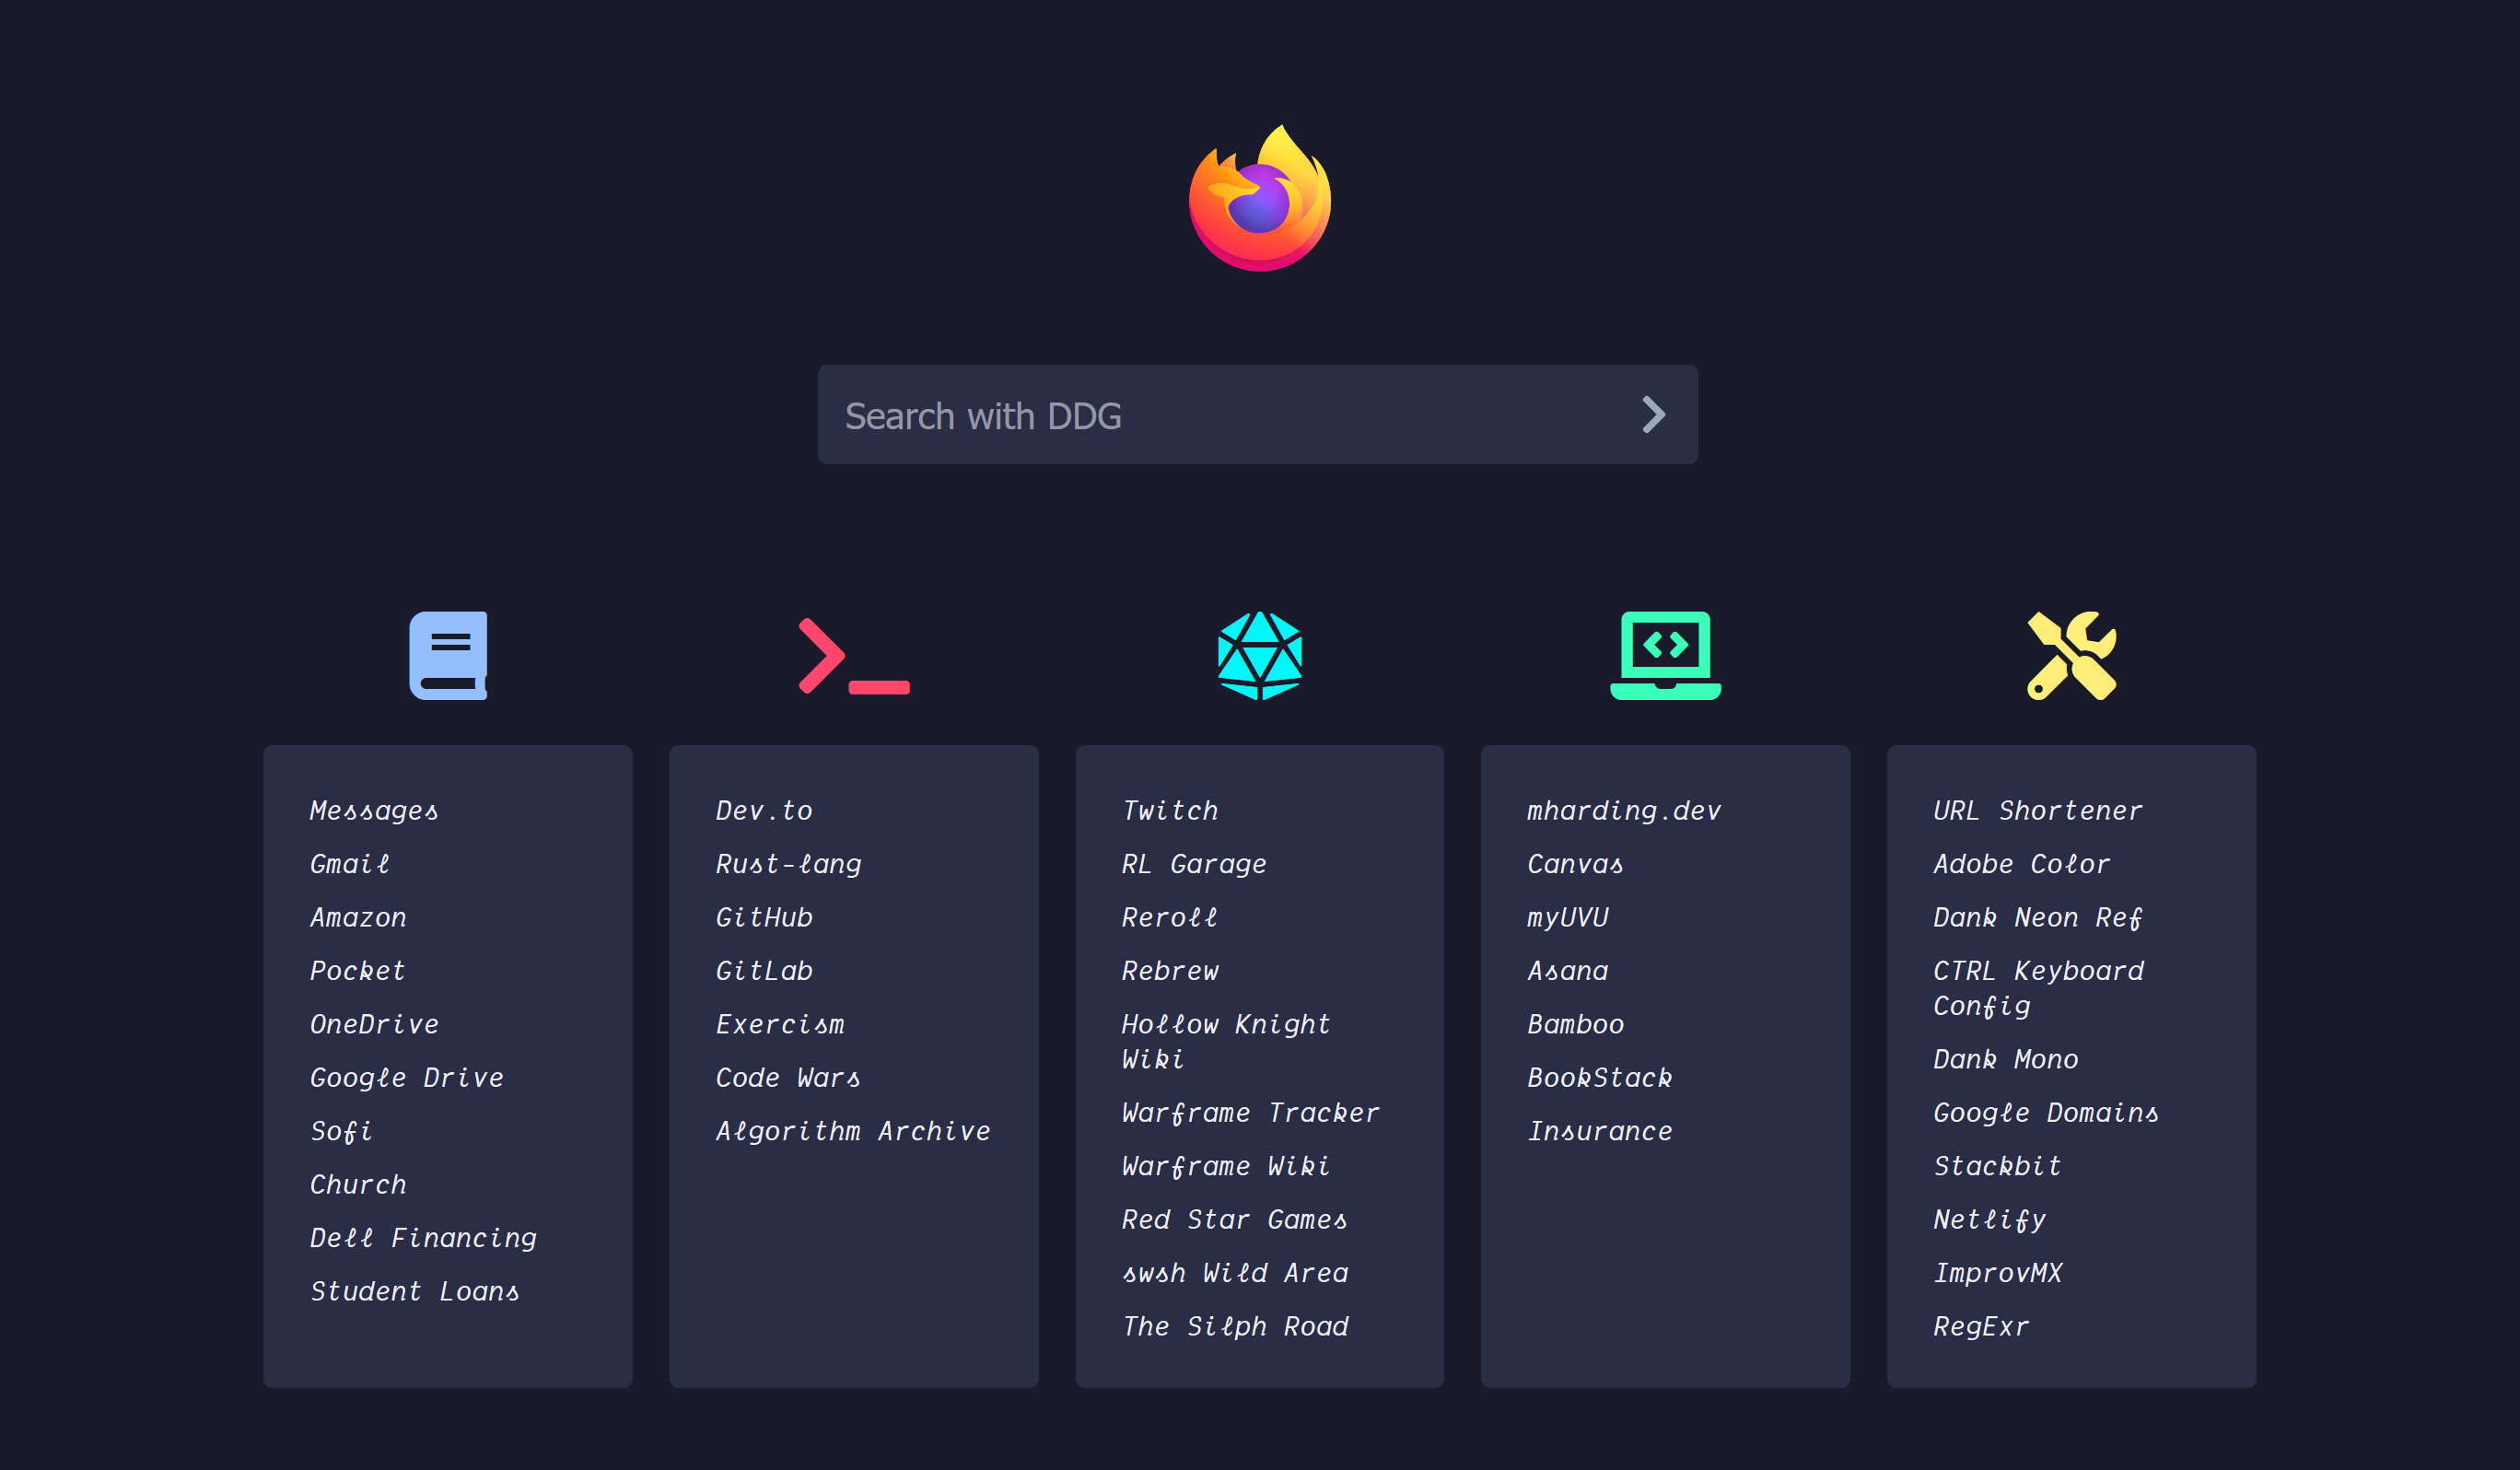 Search with DDG
Messages
Gmail
Amazon
Pocket
OneDrive
Google Drive
Sofi
Church
Dell Financing
Student Loans
Dev.to
Rust-lang
GitHub
GitLab
Exercism
Code Wars
Algorithm Archive
Twitch
RL Garage
Reroll
Rebrew
Hollow Knight
Wiki
Warframe Tracker
Warframe Wiki
Red Star Games
swsh Wild Area
The Silph Road
mharding.dev
Canvas
myUVU
Asana
Bamboo
BookStack
Insurance
URL Shortener
Adobe Color
Dank Neon Ref
CTRL Keyboard
Config
Dank Mono
Google Domains
Stackbit
Netlify
ImprovMX
RegExr